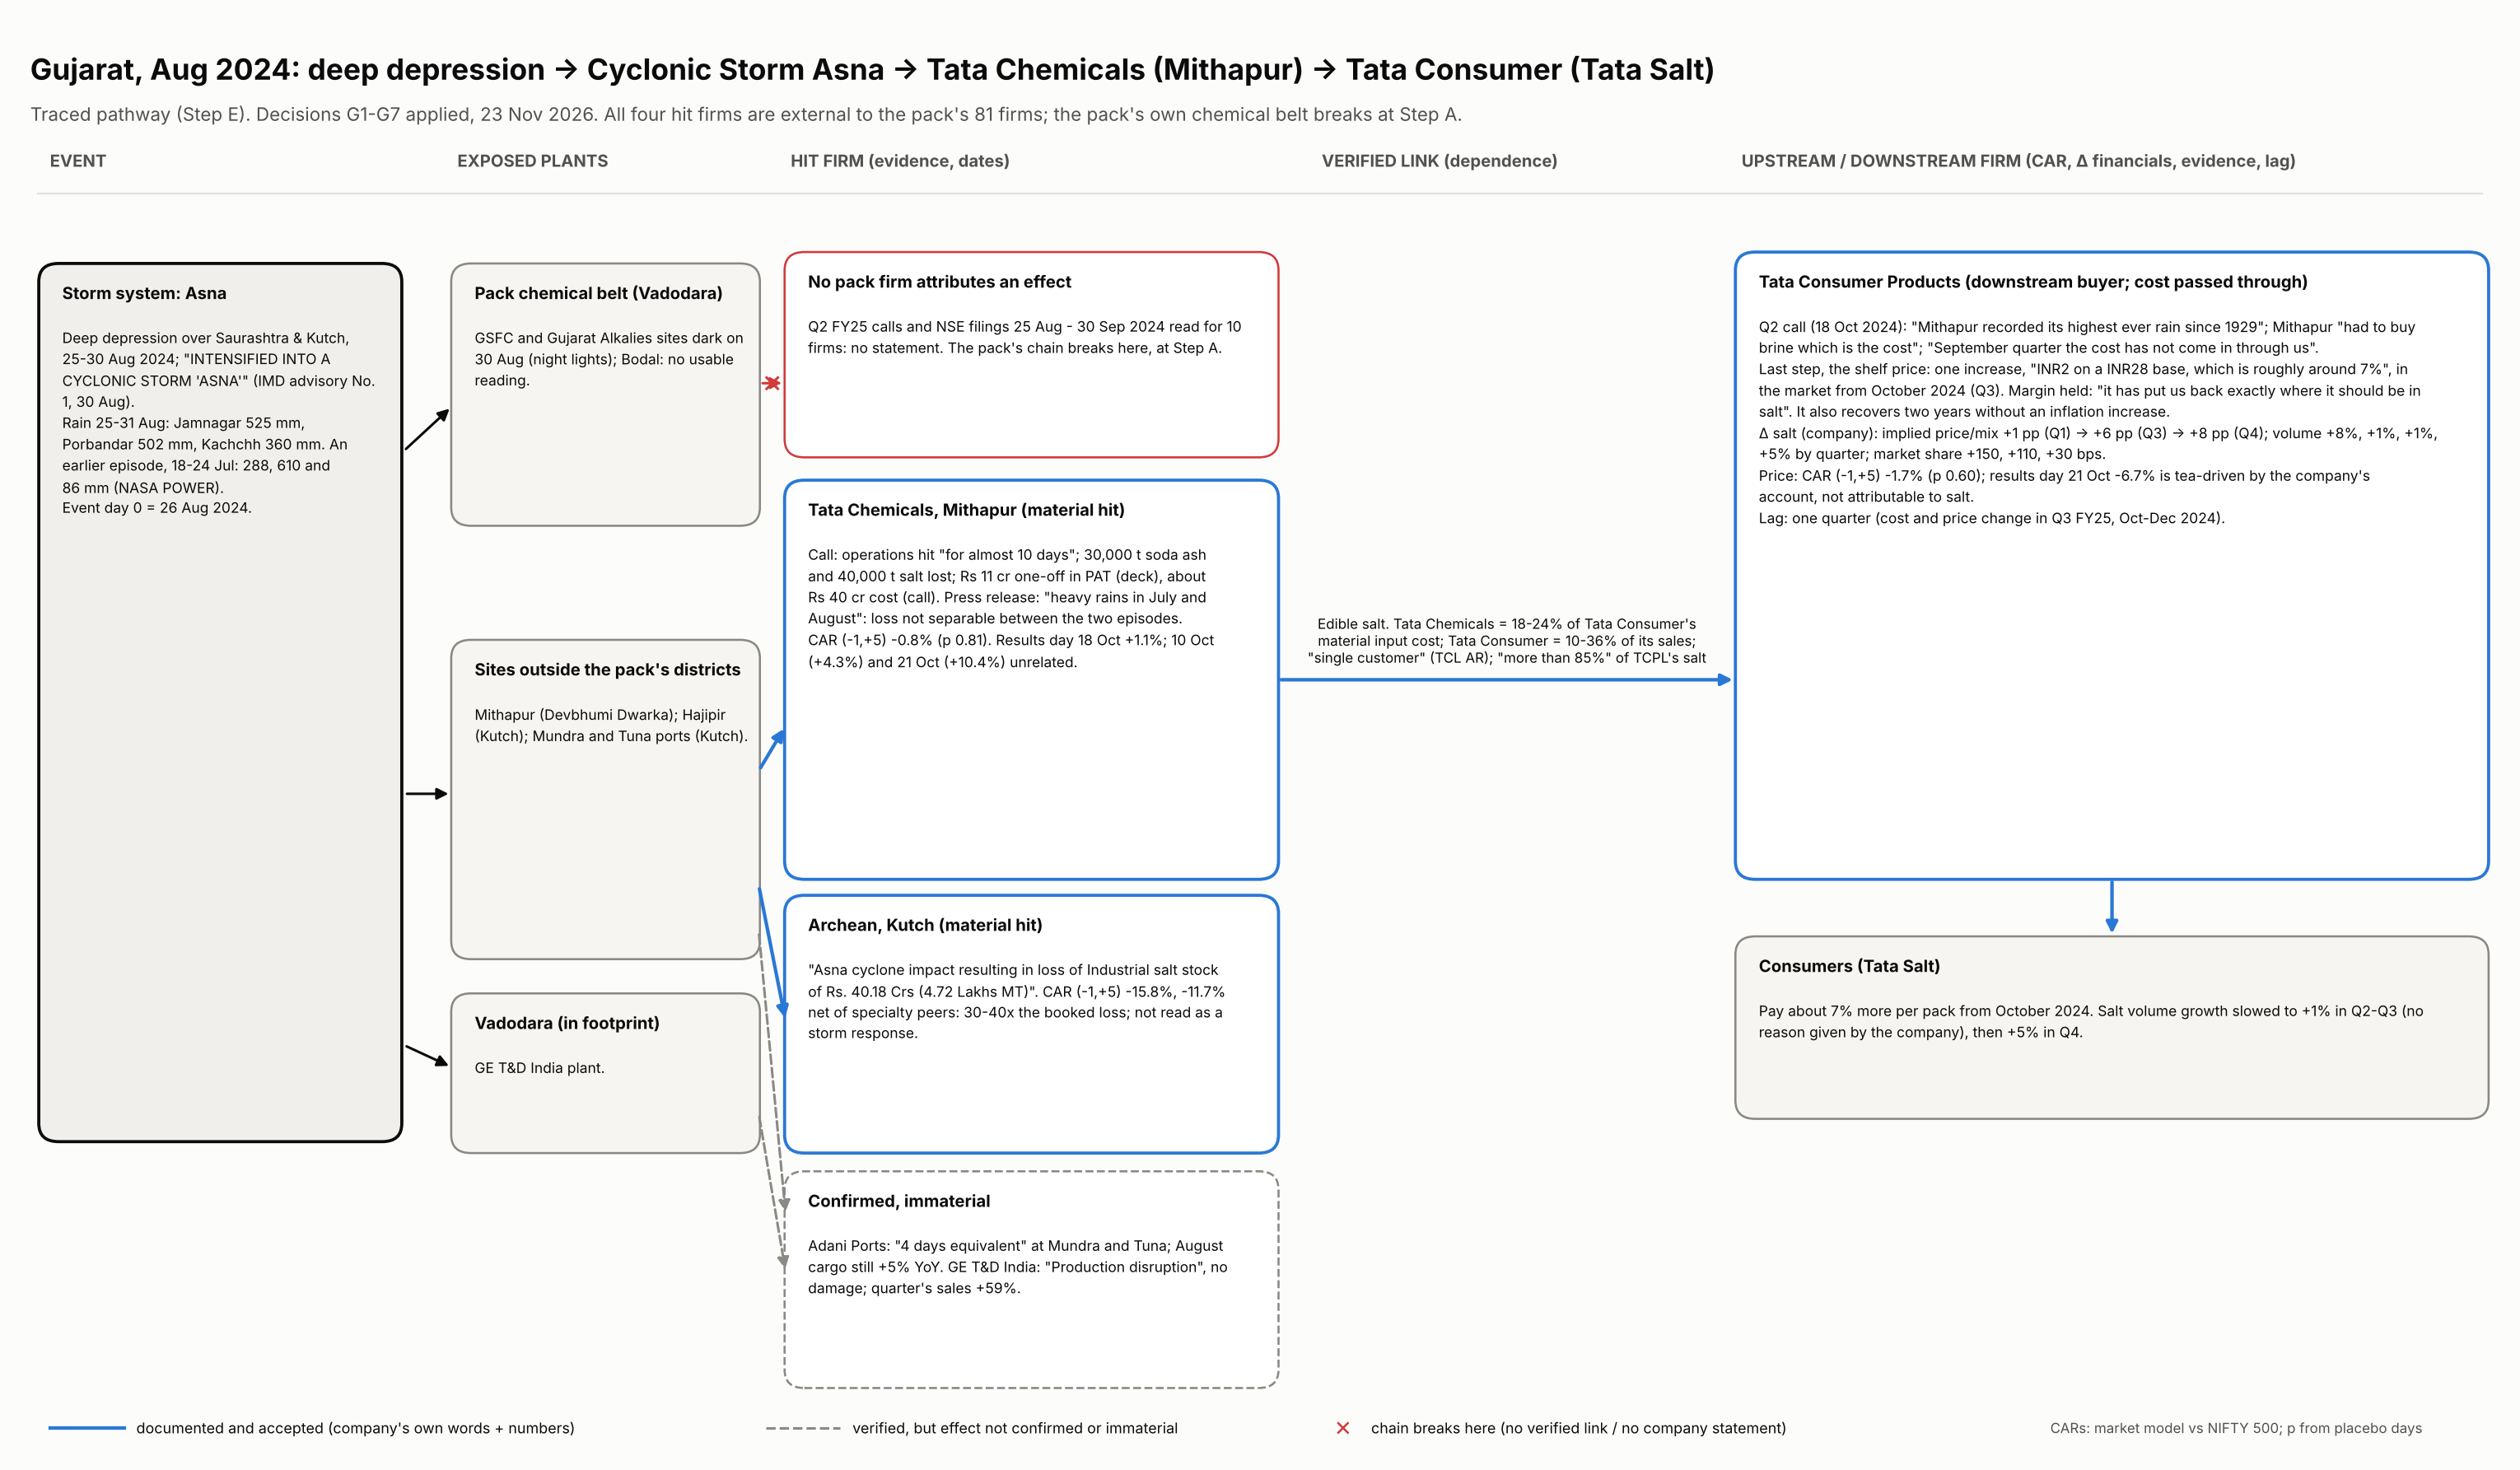 Gujarat, Aug 2024: deep depression → Cyclonic Storm Asna → Tata Chemicals (Mithapur) → Tata Consumer (Tata Salt)
Traced pathway (Step E). Decisions G1-G7 applied, 23 Nov 2026. All four hit firms are external to the pack's 81 firms; the pack's own chemical belt breaks at Step A.
EVENT
EXPOSED PLANTS
HIT FIRM (evidence, dates)
VERIFIED LINK (dependence)
UPSTREAM / DOWNSTREAM FIRM (CAR, Δ financials, evidence, lag)
Storm system: Asna
Deep depression over Saurashtra & Kutch,
25-30 Aug 2024; "INTENSIFIED INTO A
CYCLONIC STORM 'ASNA'" (IMD advisory No.
1, 30 Aug).
Rain 25-31 Aug: Jamnagar 525 mm,
Porbandar 502 mm, Kachchh 360 mm. An
earlier episode, 18-24 Jul: 288, 610 and
86 mm (NASA POWER).
Event day 0 = 26 Aug 2024.
Pack chemical belt (Vadodara)
GSFC and Gujarat Alkalies sites dark on
30 Aug (night lights); Bodal: no usable
reading.
Sites outside the pack's districts
Mithapur (Devbhumi Dwarka); Hajipir
(Kutch); Mundra and Tuna ports (Kutch).
Vadodara (in footprint)
GE T&D India plant.
No pack firm attributes an effect
Q2 FY25 calls and NSE filings 25 Aug - 30 Sep 2024 read for 10
firms: no statement. The pack's chain breaks here, at Step A.
Tata Chemicals, Mithapur (material hit)
Call: operations hit "for almost 10 days"; 30,000 t soda ash
and 40,000 t salt lost; Rs 11 cr one-off in PAT (deck), about
Rs 40 cr cost (call). Press release: "heavy rains in July and
August": loss not separable between the two episodes.
CAR (-1,+5) -0.8% (p 0.81). Results day 18 Oct +1.1%; 10 Oct
(+4.3%) and 21 Oct (+10.4%) unrelated.
Archean, Kutch (material hit)
"Asna cyclone impact resulting in loss of Industrial salt stock
of Rs. 40.18 Crs (4.72 Lakhs MT)". CAR (-1,+5) -15.8%, -11.7%
net of specialty peers: 30-40x the booked loss; not read as a
storm response.
Confirmed, immaterial
Adani Ports: "4 days equivalent" at Mundra and Tuna; August
cargo still +5% YoY. GE T&D India: "Production disruption", no
damage; quarter's sales +59%.
Edible salt. Tata Chemicals = 18-24% of Tata Consumer's
material input cost; Tata Consumer = 10-36% of its sales;
"single customer" (TCL AR); "more than 85%" of TCPL's salt
Tata Consumer Products (downstream buyer; cost passed through)
Q2 call (18 Oct 2024): "Mithapur recorded its highest ever rain since 1929"; Mithapur "had to buy
brine which is the cost"; "September quarter the cost has not come in through us".
Last step, the shelf price: one increase, "INR2 on a INR28 base, which is roughly around 7%", in
the market from October 2024 (Q3). Margin held: "it has put us back exactly where it should be in
salt". It also recovers two years without an inflation increase.
Δ salt (company): implied price/mix +1 pp (Q1) → +6 pp (Q3) → +8 pp (Q4); volume +8%, +1%, +1%,
+5% by quarter; market share +150, +110, +30 bps.
Price: CAR (-1,+5) -1.7% (p 0.60); results day 21 Oct -6.7% is tea-driven by the company's
account, not attributable to salt.
Lag: one quarter (cost and price change in Q3 FY25, Oct-Dec 2024).
Consumers (Tata Salt)
Pay about 7% more per pack from October 2024. Salt volume growth slowed to +1% in Q2-Q3 (no
reason given by the company), then +5% in Q4.
documented and accepted (company's own words + numbers)
verified, but effect not confirmed or immaterial
chain breaks here (no verified link / no company statement)
CARs: market model vs NIFTY 500; p from placebo days